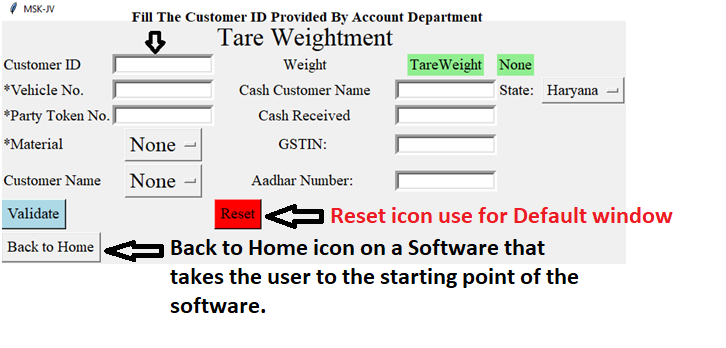 MSK-JV
Fill The Customer ID Provided By Account Department
Tare Weightment
Customer ID Weight TareWeight None
*Vehicle No. Cash Customer Name State: Haryana
*Party Token No. Cash Received
*Material None GSTIN:
Customer Name None Aadhar Number:
Validate Reset Reset icon use for Default window
Back to Home Back to Home icon on a Software that
takes the user to the starting point of the
software.